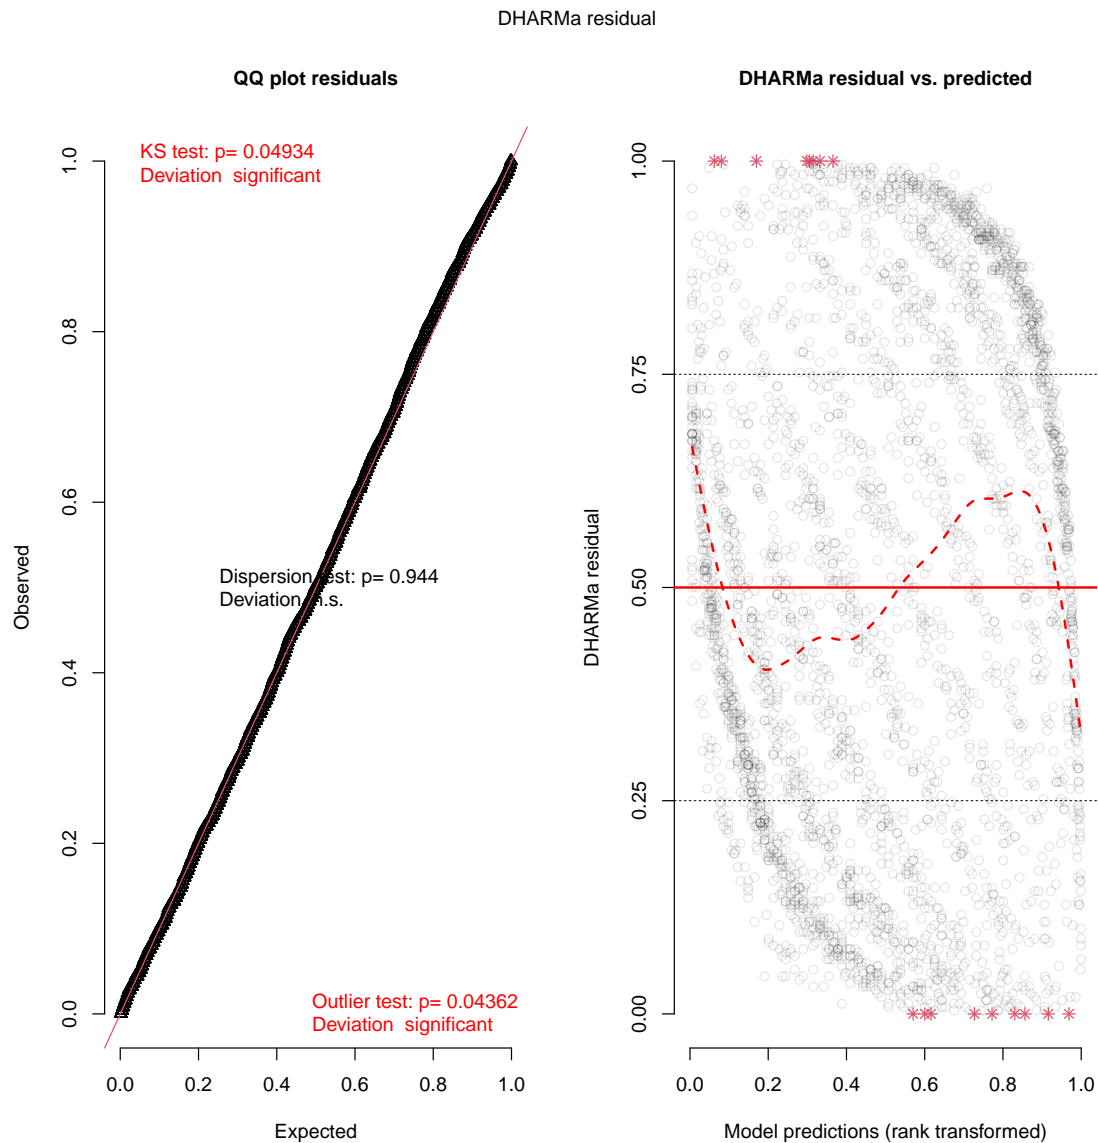 DHARMa residual
QQ plot residuals
KS test: p= 0.04934
Deviation  significant
Dispersion test: p= 0.944
Deviation n.s.
Outlier test: p= 0.04362
Deviation  significant
Observed
0.0
0.2
0.4
0.6
0.8
1.0
0.0 0.2 0.4 0.6 0.8 1.0
Expected
DHARMa residual vs. predicted
DHARMa residual
0.00
0.25
0.50
0.75
1.00
0.0 0.2 0.4 0.6 0.8 1.0
Model predictions (rank transformed)